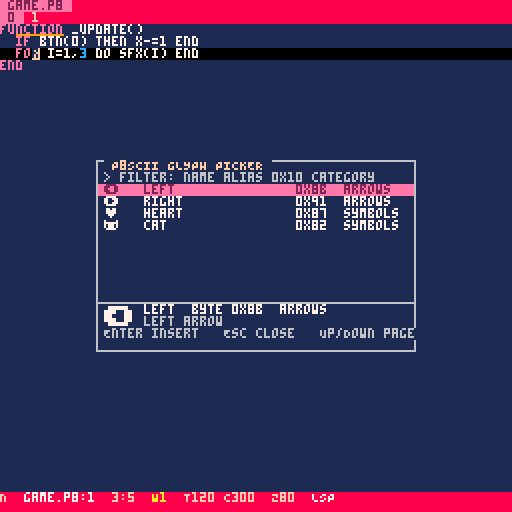 GAME.P8
0 1
FUNCTION _UPDATE()
IF BTN(0) THEN X-=1 END
FOR I=1,3 DO SFX(I) END
END
P8SCII GLYPH PICKER
> FILTER: NAME ALIAS 0X10 CATEGORY
LEFT 0X8B ARROWS
RIGHT 0X91 ARROWS
HEART 0X87 SYMBOLS
CAT 0X82 SYMBOLS
LEFT BYTE 0X8B ARROWS
LEFT ARROW
ENTER INSERT ESC CLOSE UP/DOWN PAGE
N GAME.P8:1 3:5 W1 T120 C300 Z80 LSP